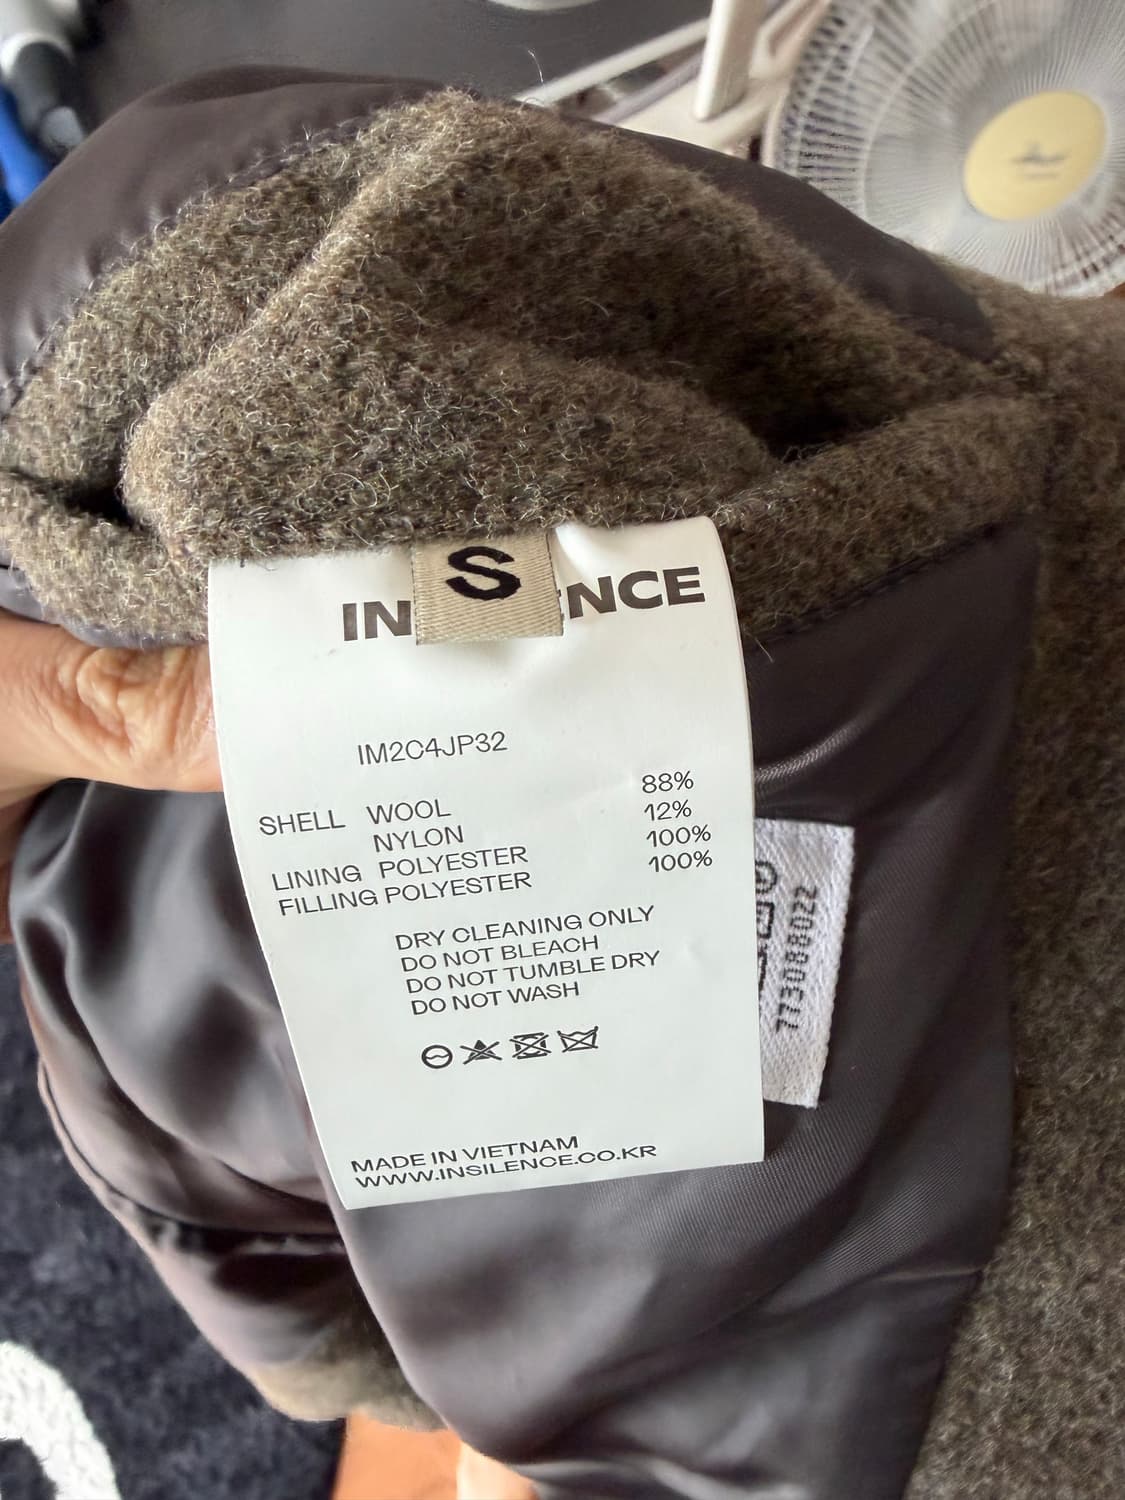 S
IN ENCE
IM2C4JP32
SHELL WOOL 88%
NYLON 12%
LINING POLYESTER 100%
FILLING POLYESTER 100%
DRY CLEANING ONLY
DO NOT BLEACH
DO NOT TUMBLE DRY
DO NOT WASH
MADE IN VIETNAM
WWW.INSILENCE.CO.KR
773088022